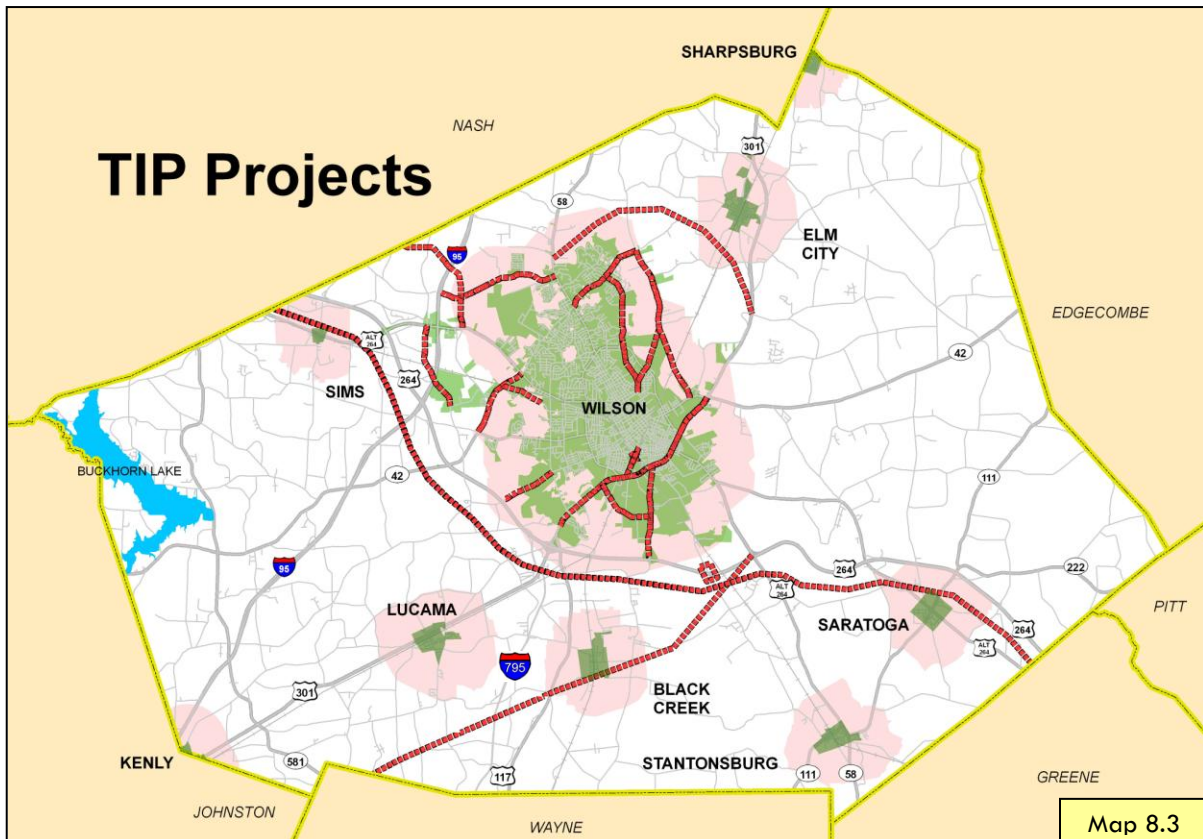 SHARPSBURG
NASH
TIP Projects
301
58
ELM
CITY
95
EDGECOMBE
ALT
264
42
264
SIMS
WILSON
BUCKHORN LAKE
42
111
95
264
222
ALT
264
LUCAMA
SARATOGA
PITT
264
ALT
264
795
301
BLACK
CREEK
KENLY
581
117
STANTONSBURG
111
58
GREENE
JOHNSTON
WAYNE
Map 8.3